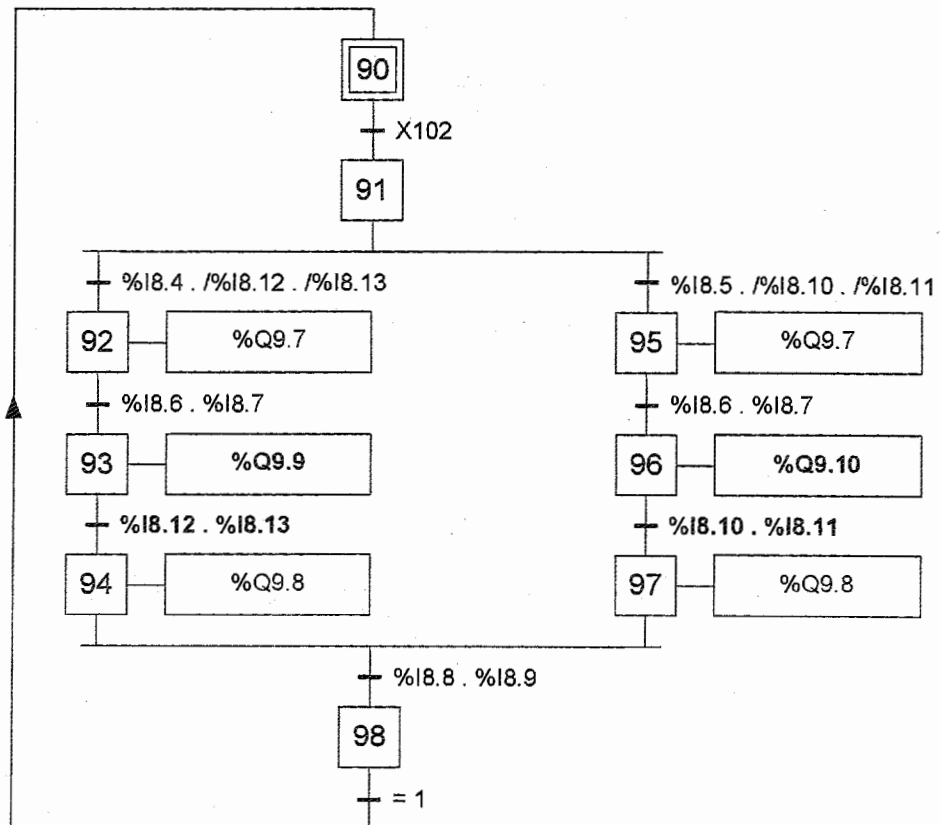 90
X102
91
%I8.4 . /%I8.12 . /%I8.13
%I8.5 . /%I8.10 . /%I8.11
92
%Q9.7
95
%Q9.7
%I8.6 . %I8.7
%I8.6 . %I8.7
93
%Q9.9
96
%Q9.10
%I8.12 . %I8.13
%I8.10 . %I8.11
94
%Q9.8
97
%Q9.8
%I8.8 . %I8.9
98
= 1